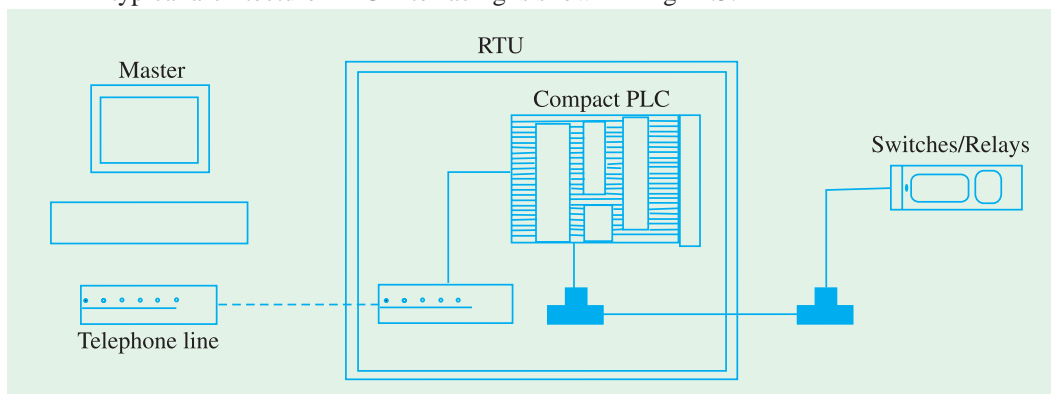 RTU
Master
Compact PLC
Switches/Relays
Telephone line